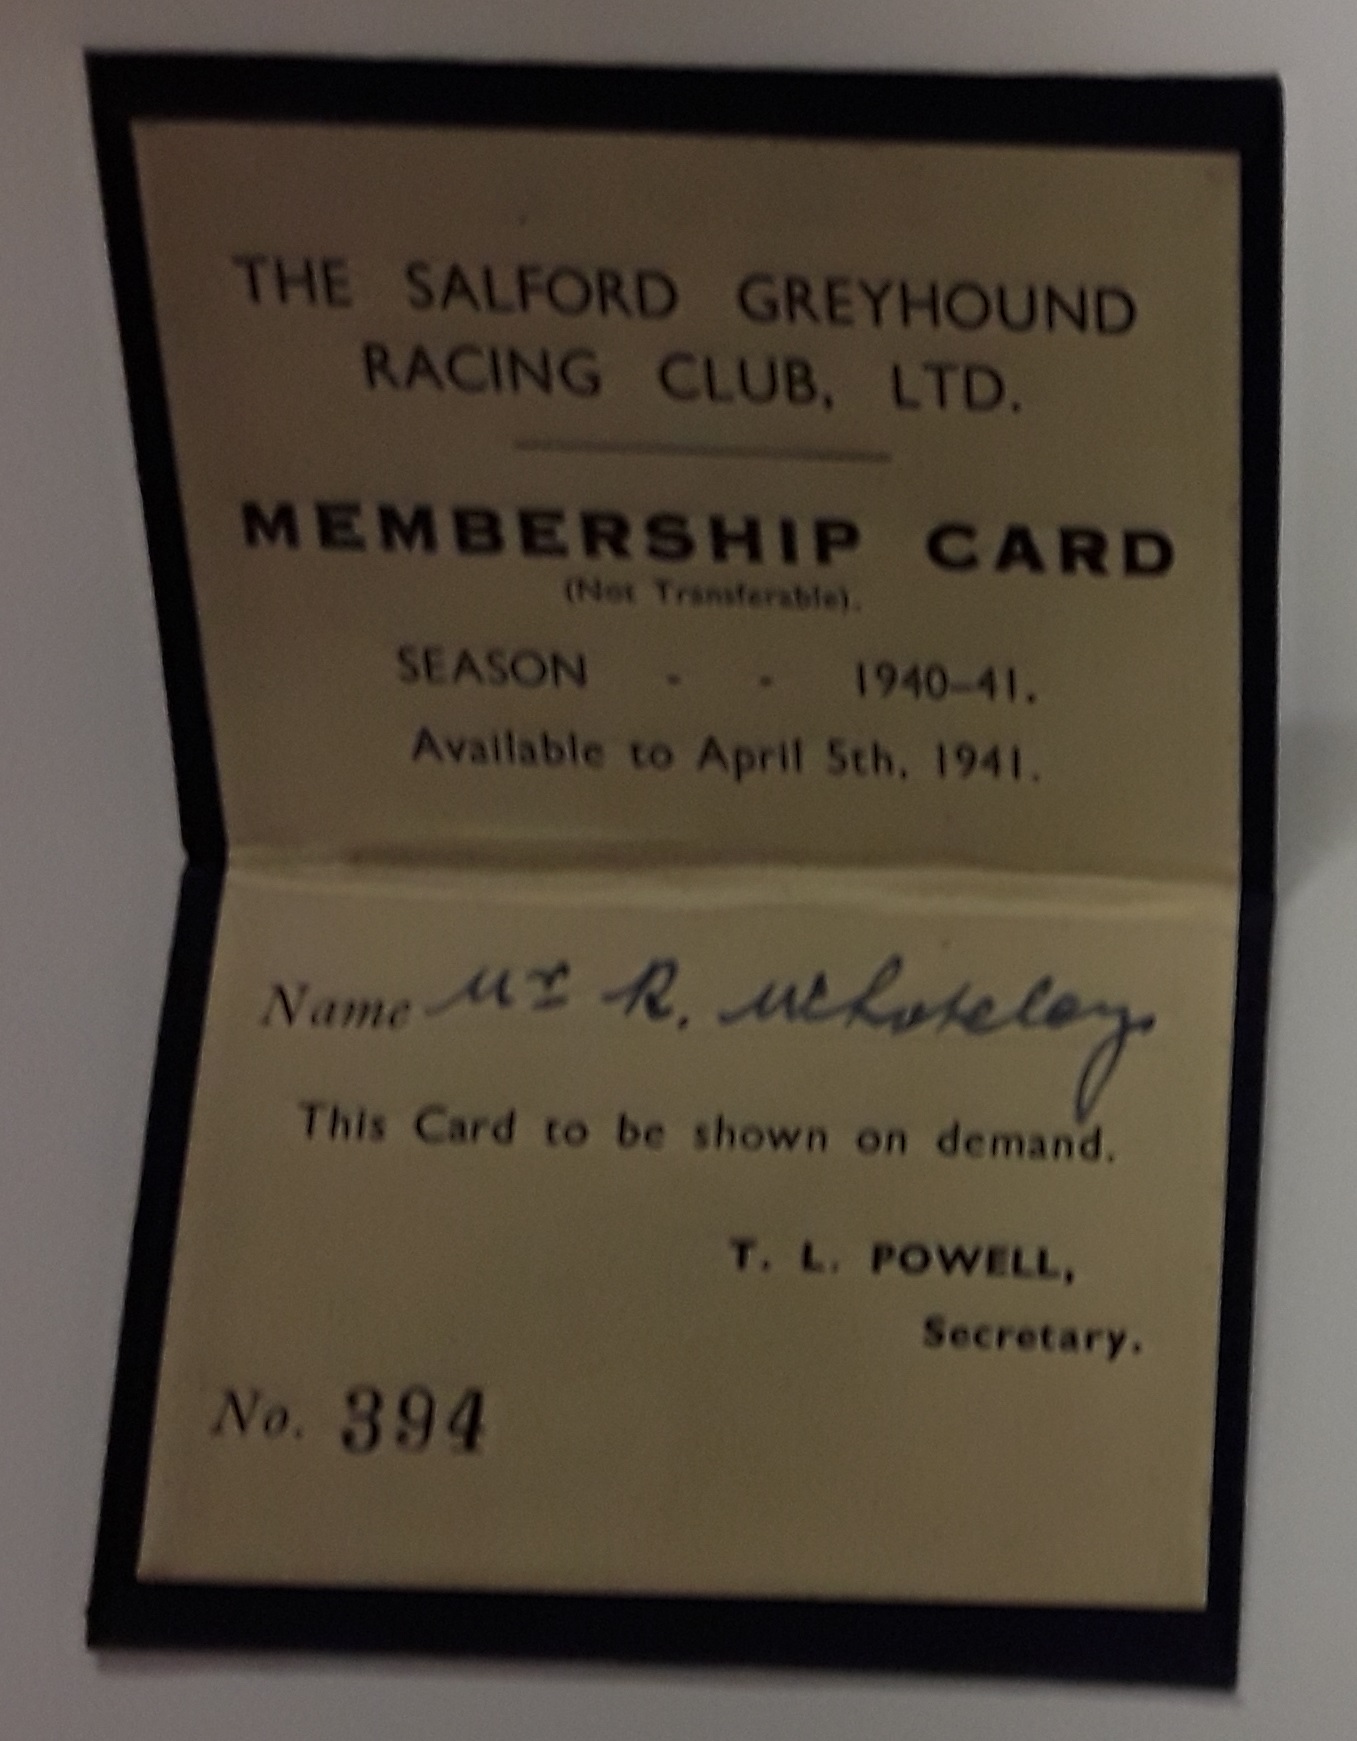 THE SALFORD GREYHOUND
RACING CLUB, LTD.
MEMBERSHIP CARD
(Not Transferable).
SEASON - - 1940-41.
Available to April 5th, 1941.
Name Mr R.
This Card to be shown on demand.
T. L. POWELL,
Secretary.
No. 394